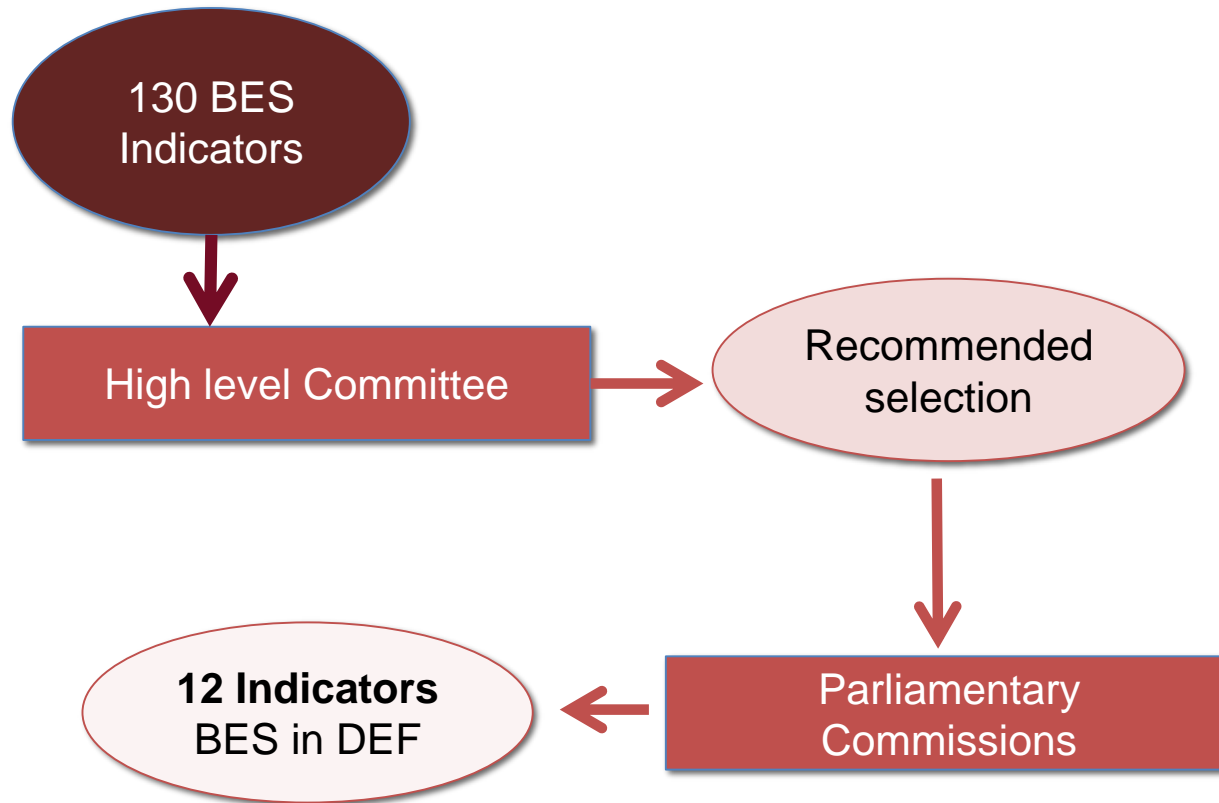 130 BES
Indicators
High level Committee
Recommended
selection
Parliamentary
Commissions
12 Indicators
BES in DEF